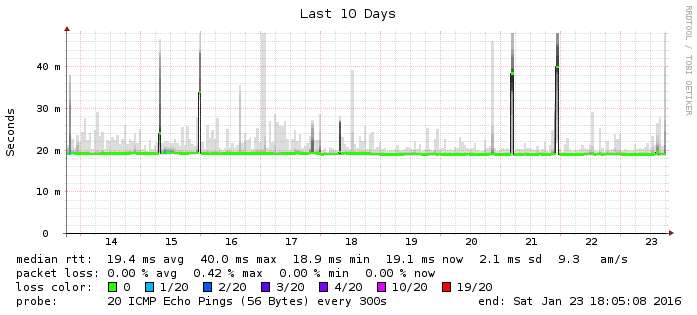 Last 10 Days
RRDTOOL / TOBI OETIKER
Seconds
40 m
30 m
20 m
10 m
0
14 15 16 17 18 19 20 21 22 23
median rtt: 19.4 ms avg 40.0 ms max 18.9 ms min 19.1 ms now 2.1 ms sd 9.3 am/s
packet loss: 0.00 % avg 0.42 % max 0.00 % min 0.00 % now
loss color: 0 1/20 2/20 3/20 4/20 10/20 19/20
probe: 20 ICMP Echo Pings (56 Bytes) every 300s end: Sat Jan 23 18:05:08 2016